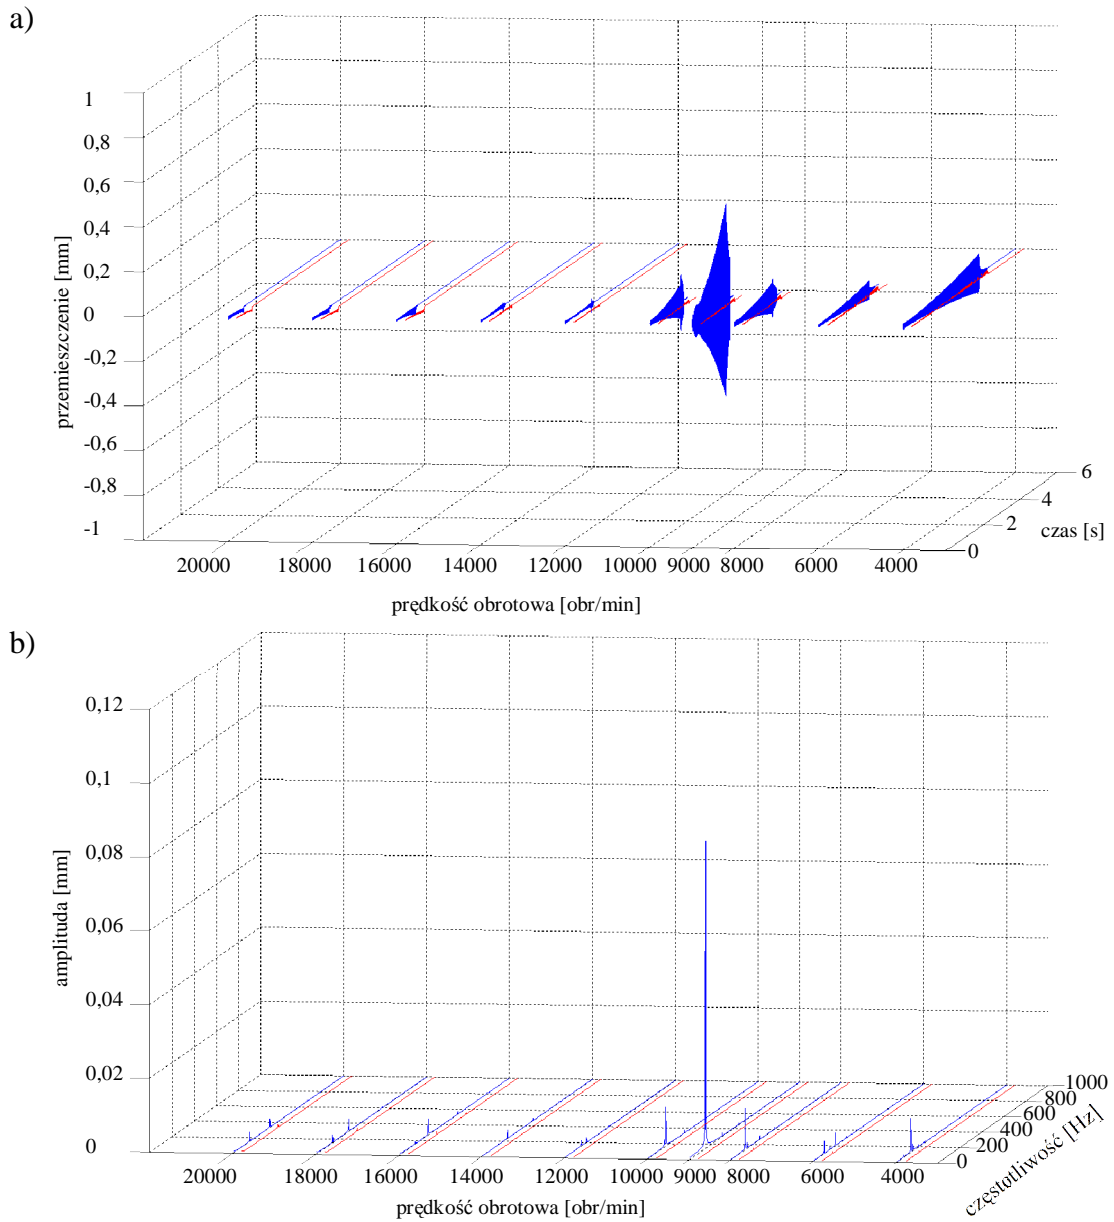 a)
1
0,8
0,6
0,4
0,2
0
-0,2
-0,4
-0,6
-0,8
-1
przemieszczenie [mm]
20000 18000 16000 14000 12000 10000 9000 8000 6000 4000
prędkość obrotowa [obr/min]
0 2 4 6
czas [s]
b)
0,12
0,1
0,08
0,06
0,04
0,02
0
amplituda [mm]
20000 18000 16000 14000 12000 10000 9000 8000 6000 4000
prędkość obrotowa [obr/min]
0 200 400 600 800 1000
częstotliwość [Hz]